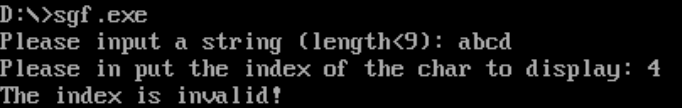 D:\>sgf.exe
Please input a string (length<9): abcd
Please in put the index of the char to display: 4
The index is invalid!